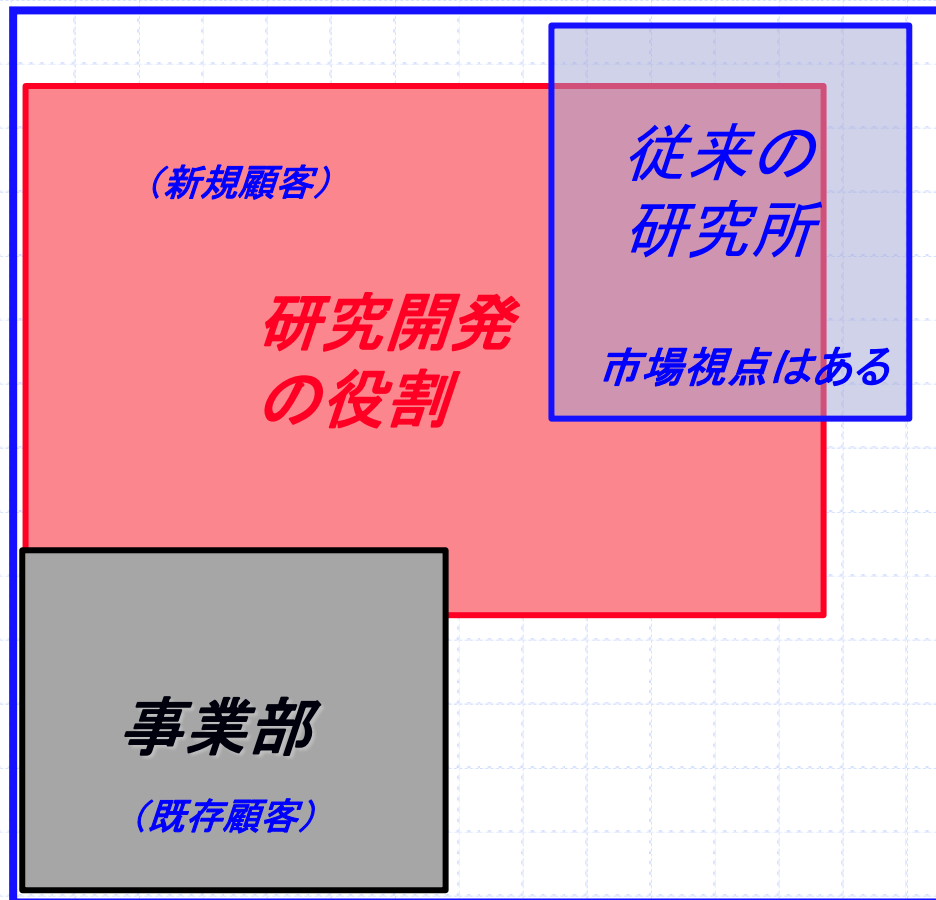 （新規顧客）
従来の
研究所
研究開発
の役割
市場視点はある
事業部
（既存顧客）